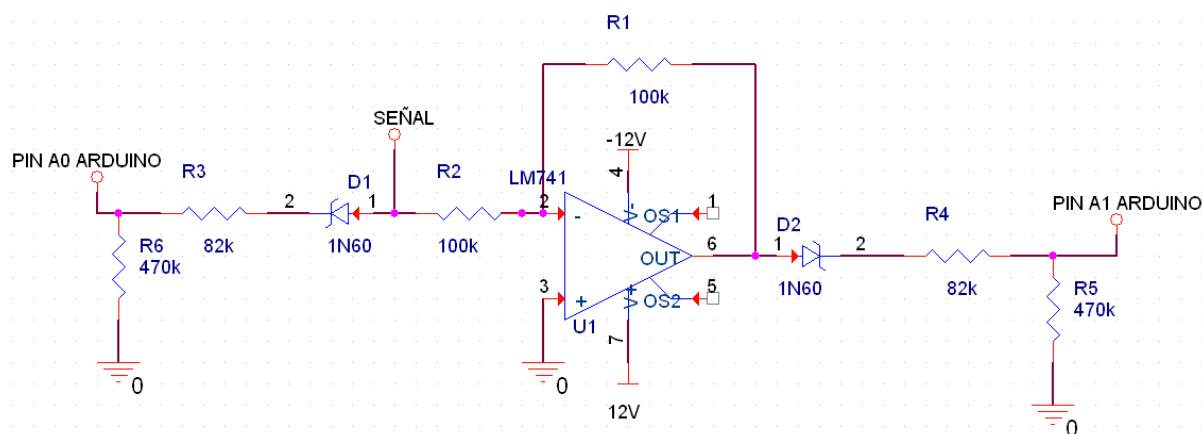 R1
100k
SEÑAL
-12V
PIN A0 ARDUINO
R3
D1
R2
LM741
4
2
1
2
1
PIN A1 ARDUINO
V-
OS1
-
82k
1N60
100k
R6
470k
D2
R4
6
OUT
1
2
3
+
V+
OS2
5
1N60
82k
R5
470k
U1
7
0
0
12V
0